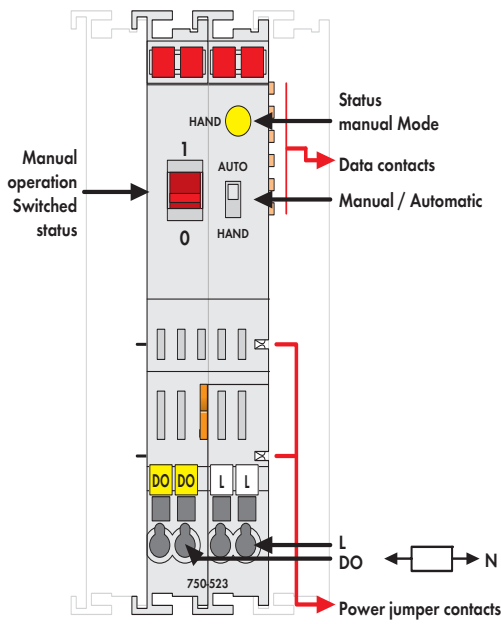 HAND
Status
manual Mode
1
Manual
operation
Switched
status
AUTO
Data contacts
Manual / Automatic
0
HAND
DO
DO
L
L
L
DO
N
750-523
Power jumper contacts